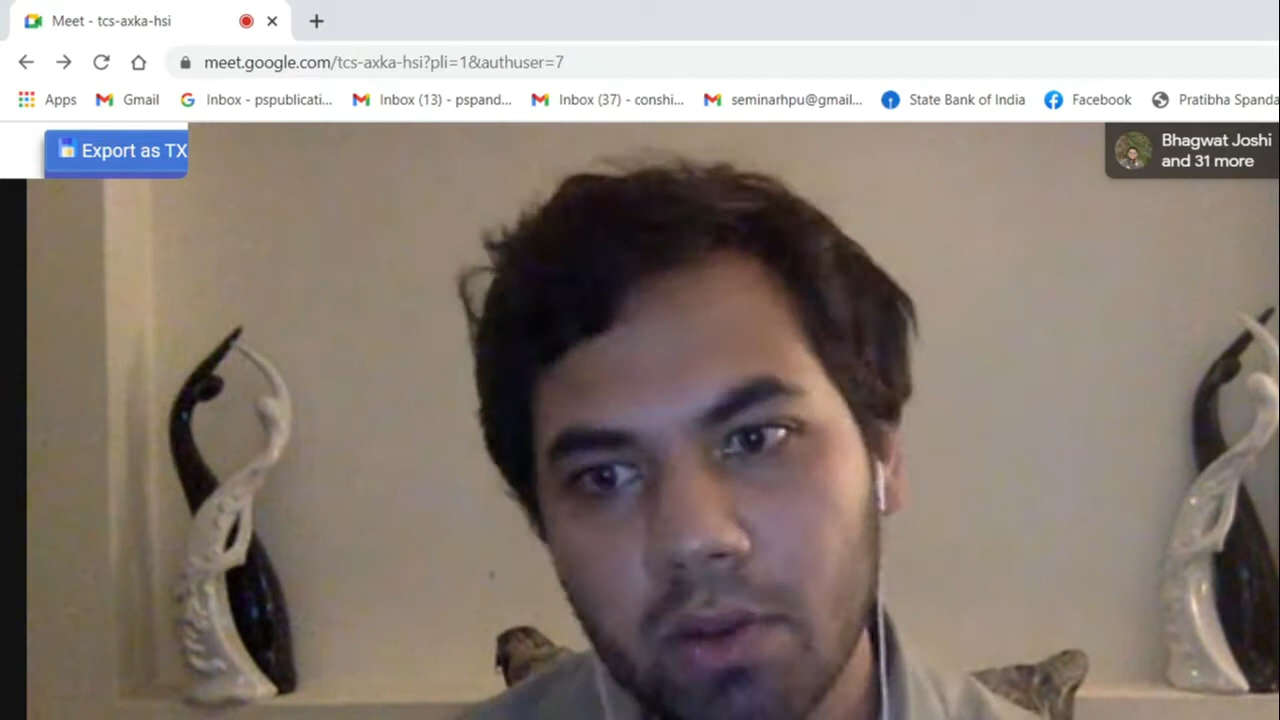 Meet - tcs-axka-hsi
meet.google.com/tcs-axka-hsi?pli=1&authuser=7
Apps Gmail Inbox - pspublicati... Inbox (13) - pspand... Inbox (37) - conshi... seminarhpu@gmail... State Bank of India Facebook Pratibha Spanda
Export as TX
Bhagwat Joshi
and 31 more